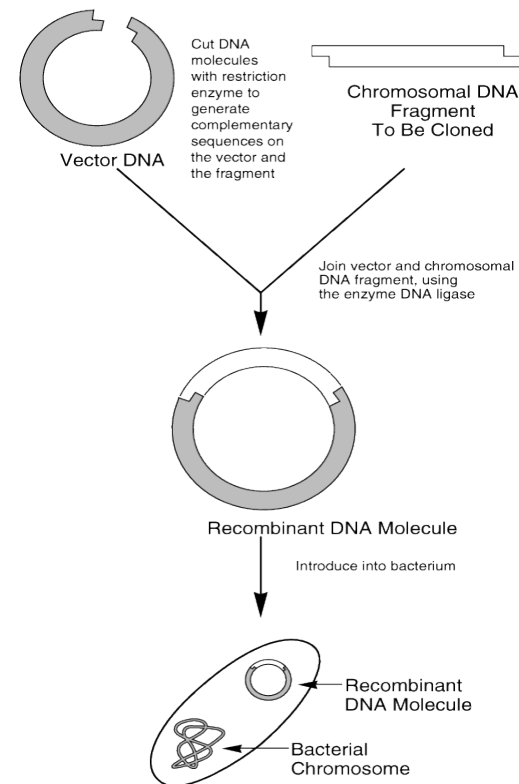 Cut DNA
molecules
with restriction
enzyme to
generate
complementary
sequences on
the vector and
the fragment
Vector DNA
Chromosomal DNA
Fragment
To Be Cloned
Join vector and chromosomal
DNA fragment, using
the enzyme DNA ligase
Recombinant DNA Molecule
Introduce into bacterium
Recombinant
DNA Molecule
Bacterial
Chromosome